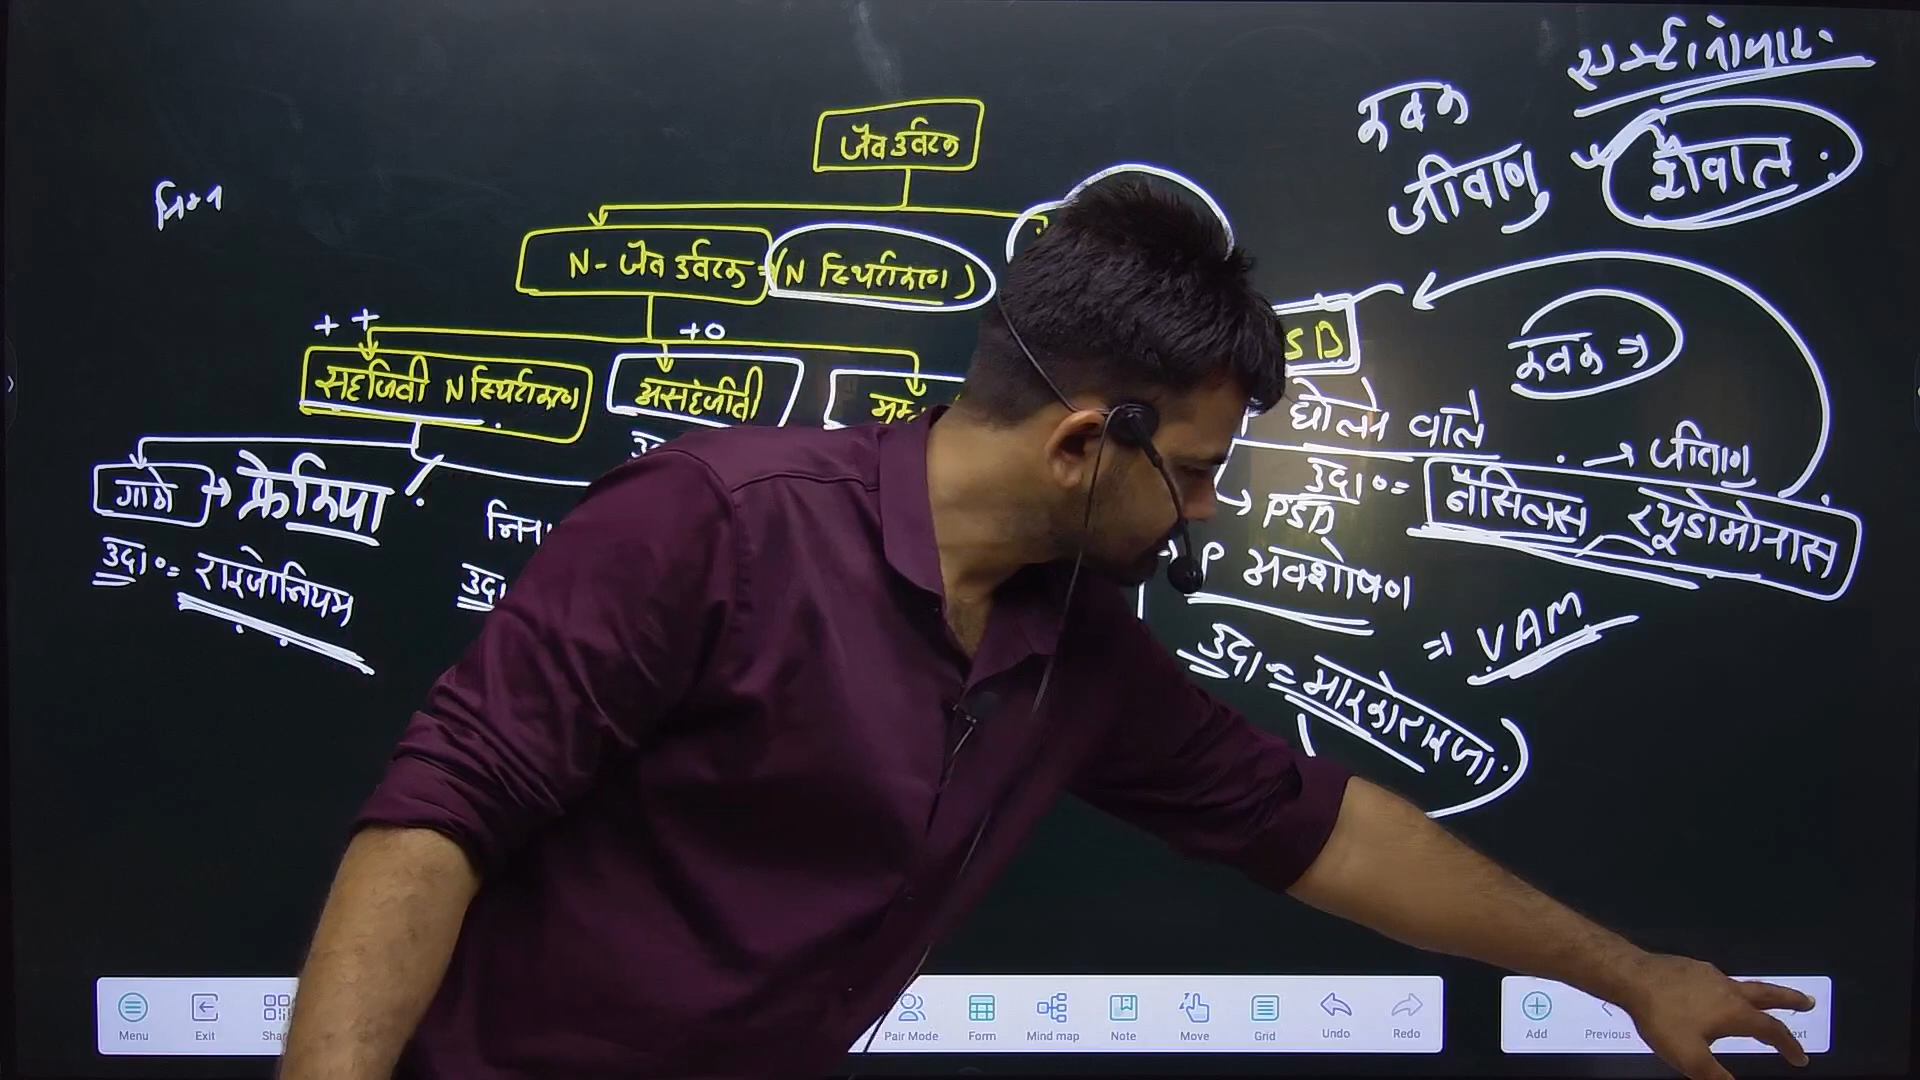 कवक
जीवाणु
शैवाल
जैव उर्वरक
N - जैव उर्वरक = (N स्थिरीकरण)
+ +
+0
सहजिवी N स्थिरीकरण
असहजीवी
SB
घोलने वाले
कवक ⇒
→ जीवाणु
उदा०= बैसिलस, स्यूडोमोनास
↳ PSB
P अवशोषण
⇒ VAM
उदा = माइकोराइजा
गाठे → क्रेमिया
उदा०= राइजोबियम
उदा
Menu
Exit
Pair Mode
Form
Mind map
Note
Move
Grid
Undo
Redo
Add
Previous